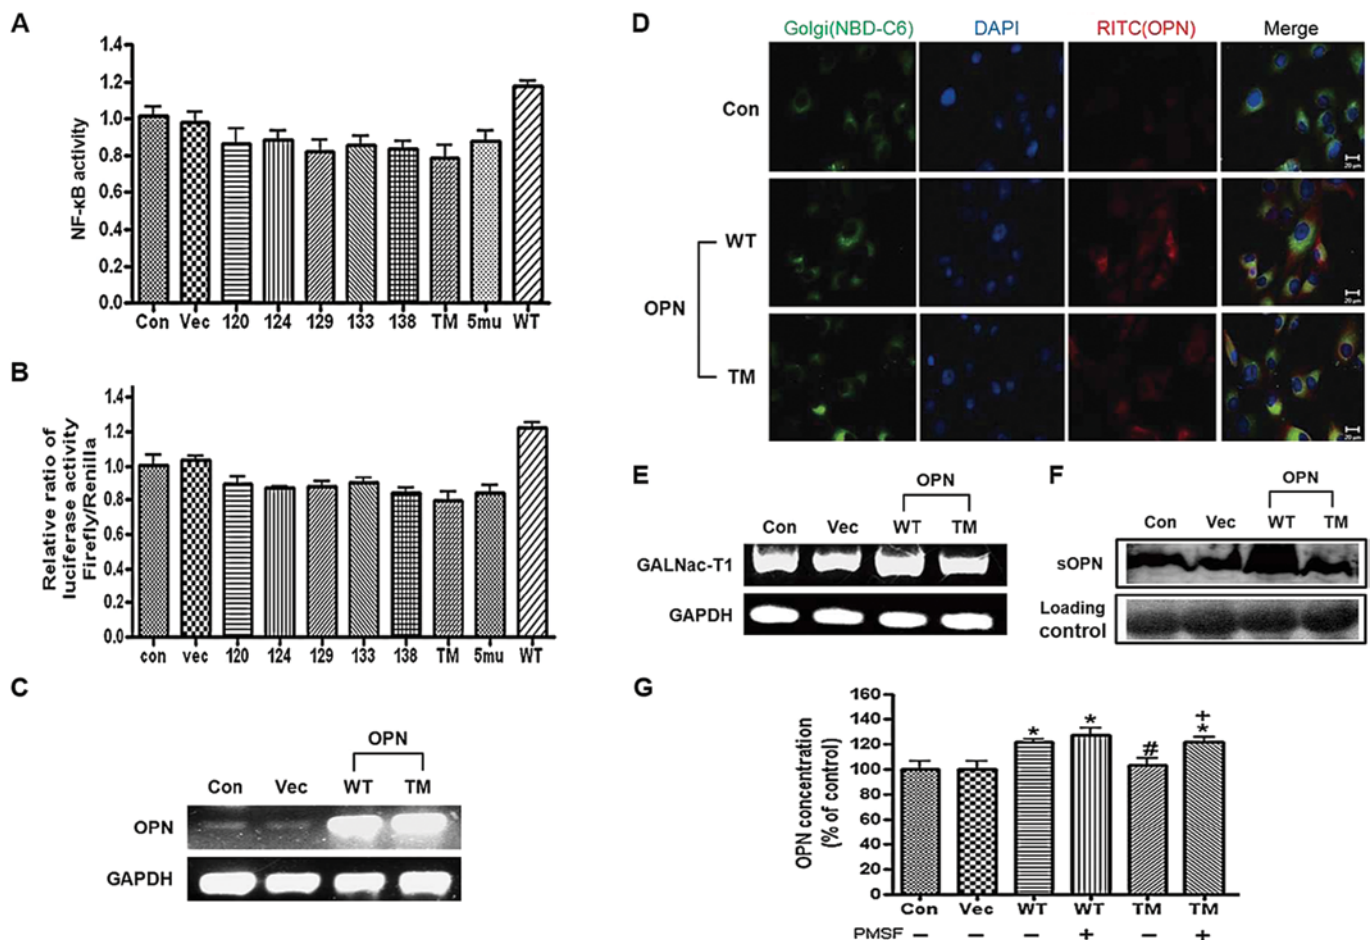 A
NF-κB activity
1.4
1.2
1.0
0.8
0.6
0.4
0.2
0.0
Con Vec 120 124 129 133 138 TM 5mu WT
B
Relative ratio of
luciferase activity
Firefly/Renilla
1.4
1.2
1.0
0.8
0.6
0.4
0.2
0.0
con vec 120 124 129 133 138 TM 5mu WT
C
OPN
Con Vec WT TM
OPN
GAPDH
D
Golgi(NBD-C6) DAPI RITC(OPN) Merge
Con
20 µm
OPN
WT
20 µm
TM
20 µm
E
OPN
Con Vec WT TM
GALNac-T1
GAPDH
F
OPN
Con Vec WT TM
sOPN
Loading
control
G
OPN concentration
(% of control)
160
140
120
100
80
60
40
20
0
* * # + *
Con Vec WT WT TM TM
PMSF – – – + – +